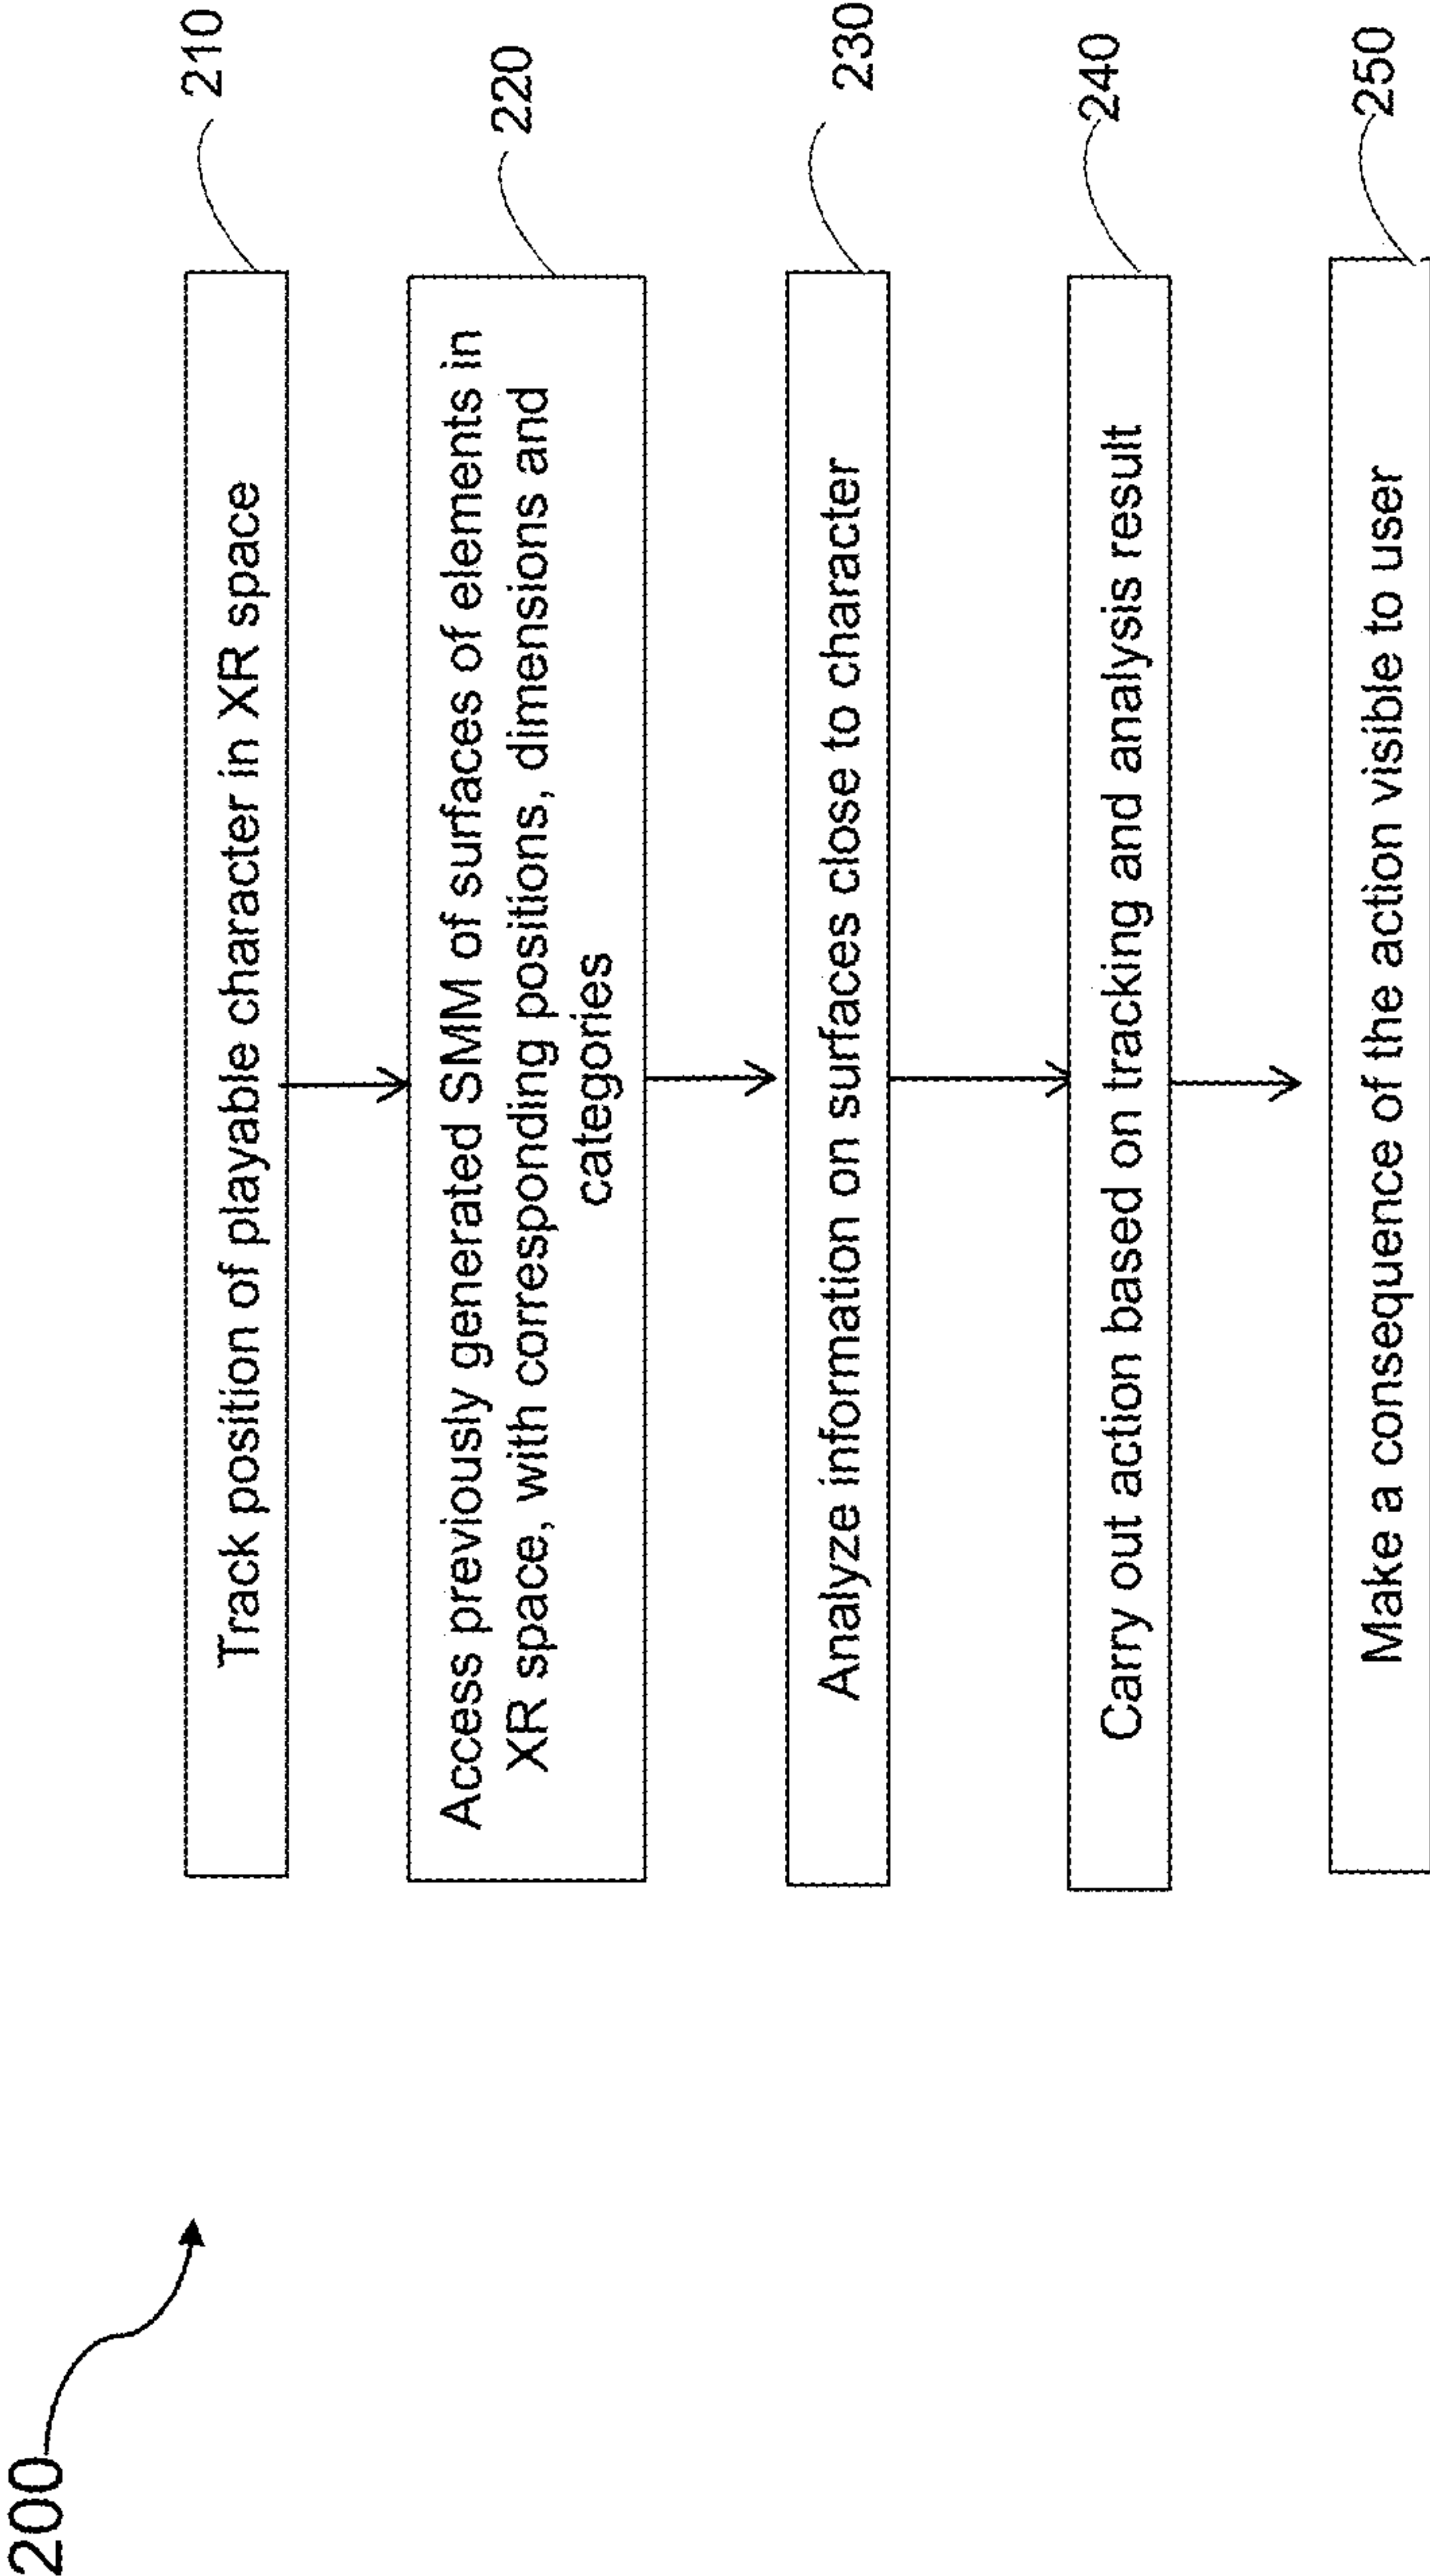 200
Track position of playable character in XR space
210
Access previously generated SMM of surfaces of elements in
XR space, with corresponding positions, dimensions and
categories
220
Analyze information on surfaces close to character
230
Carry out action based on tracking and analysis result
240
Make a consequence of the action visible to user
250